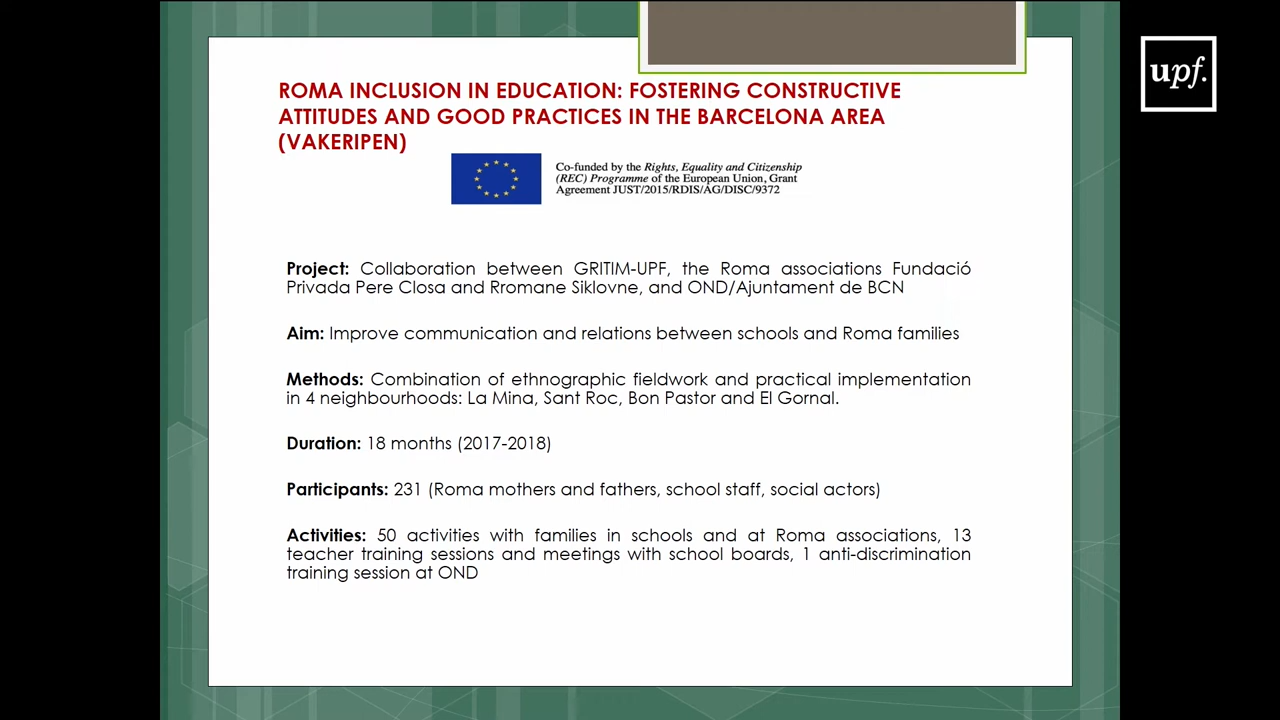 upf.
ROMA INCLUSION IN EDUCATION: FOSTERING CONSTRUCTIVE
ATTITUDES AND GOOD PRACTICES IN THE BARCELONA AREA
(VAKERIPEN)
Co-funded by the Rights, Equality and Citizenship
(REC) Programme of the European Union, Grant
Agreement JUST/2015/RDIS/AG/DISC/9372
Project: Collaboration between GRITIM-UPF, the Roma associations Fundació
Privada Pere Closa and Rromane Siklovne, and OND/Ajuntament de BCN
Aim: Improve communication and relations between schools and Roma families
Methods: Combination of ethnographic fieldwork and practical implementation
in 4 neighbourhoods: La Mina, Sant Roc, Bon Pastor and El Gornal.
Duration: 18 months (2017-2018)
Participants: 231 (Roma mothers and fathers, school staff, social actors)
Activities: 50 activities with families in schools and at Roma associations, 13
teacher training sessions and meetings with school boards, 1 anti-discrimination
training session at OND